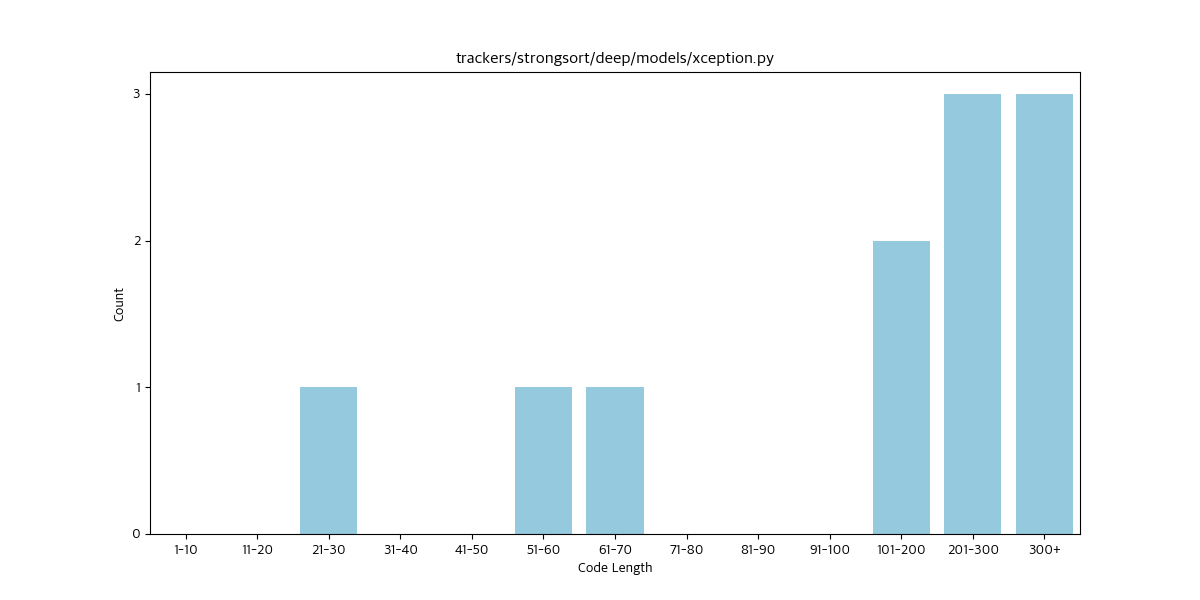 trackers/strongsort/deep/models/xception.py
3
2
1
0
Count
1-10 11-20 21-30 31-40 41-50 51-60 61-70 71-80 81-90 91-100 101-200 201-300 300+
Code Length